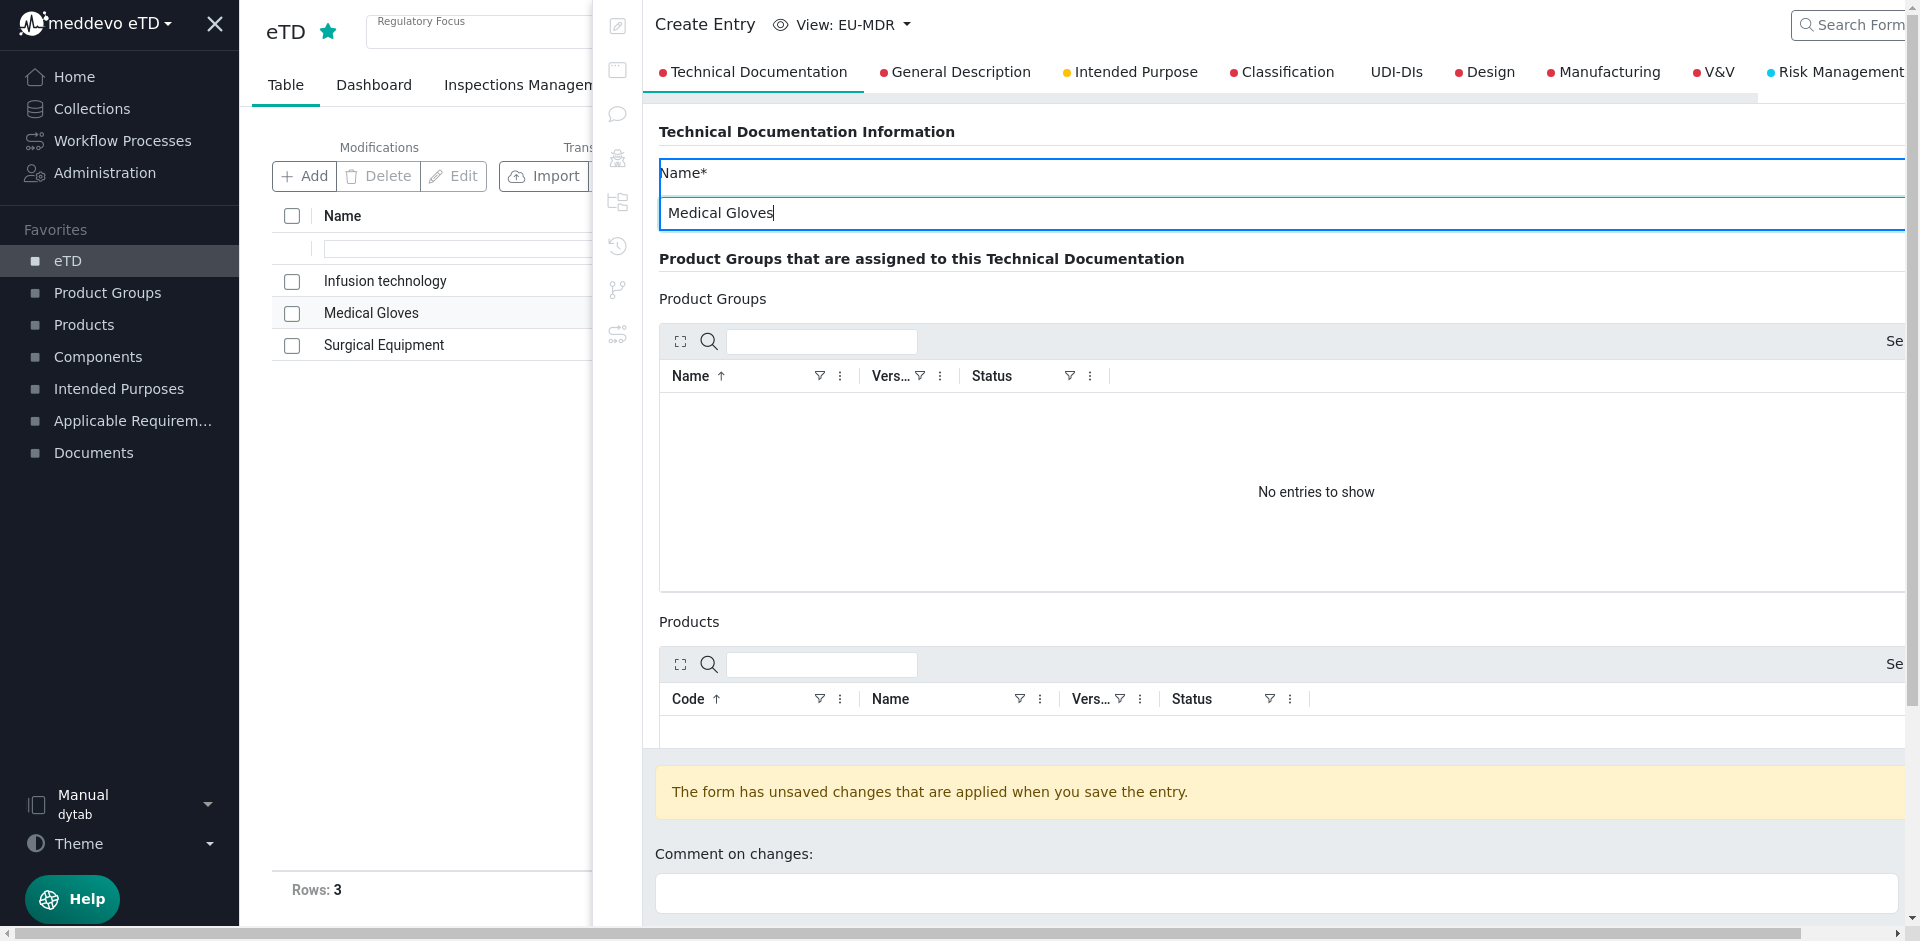 meddevo eTD
Home
Collections
Workflow Processes
Administration
Favorites
eTD
Product Groups
Products
Components
Intended Purposes
Applicable Requirem...
Documents
Manual
dytab
Theme
Help
eTD
Regulatory Focus
Table
Dashboard
Inspections Managem
Modifications
Trans
Add
Delete
Edit
Import
Name
Infusion technology
Medical Gloves
Surgical Equipment
Rows: 3
Create Entry
View: EU-MDR
Search Form
Technical Documentation
General Description
Intended Purpose
Classification
UDI-DIs
Design
Manufacturing
V&V
Risk Management
Technical Documentation Information
Name*
Medical Gloves
Product Groups that are assigned to this Technical Documentation
Product Groups
Se
Name
Vers...
Status
No entries to show
Products
Se
Code
Name
Vers...
Status
The form has unsaved changes that are applied when you save the entry.
Comment on changes: